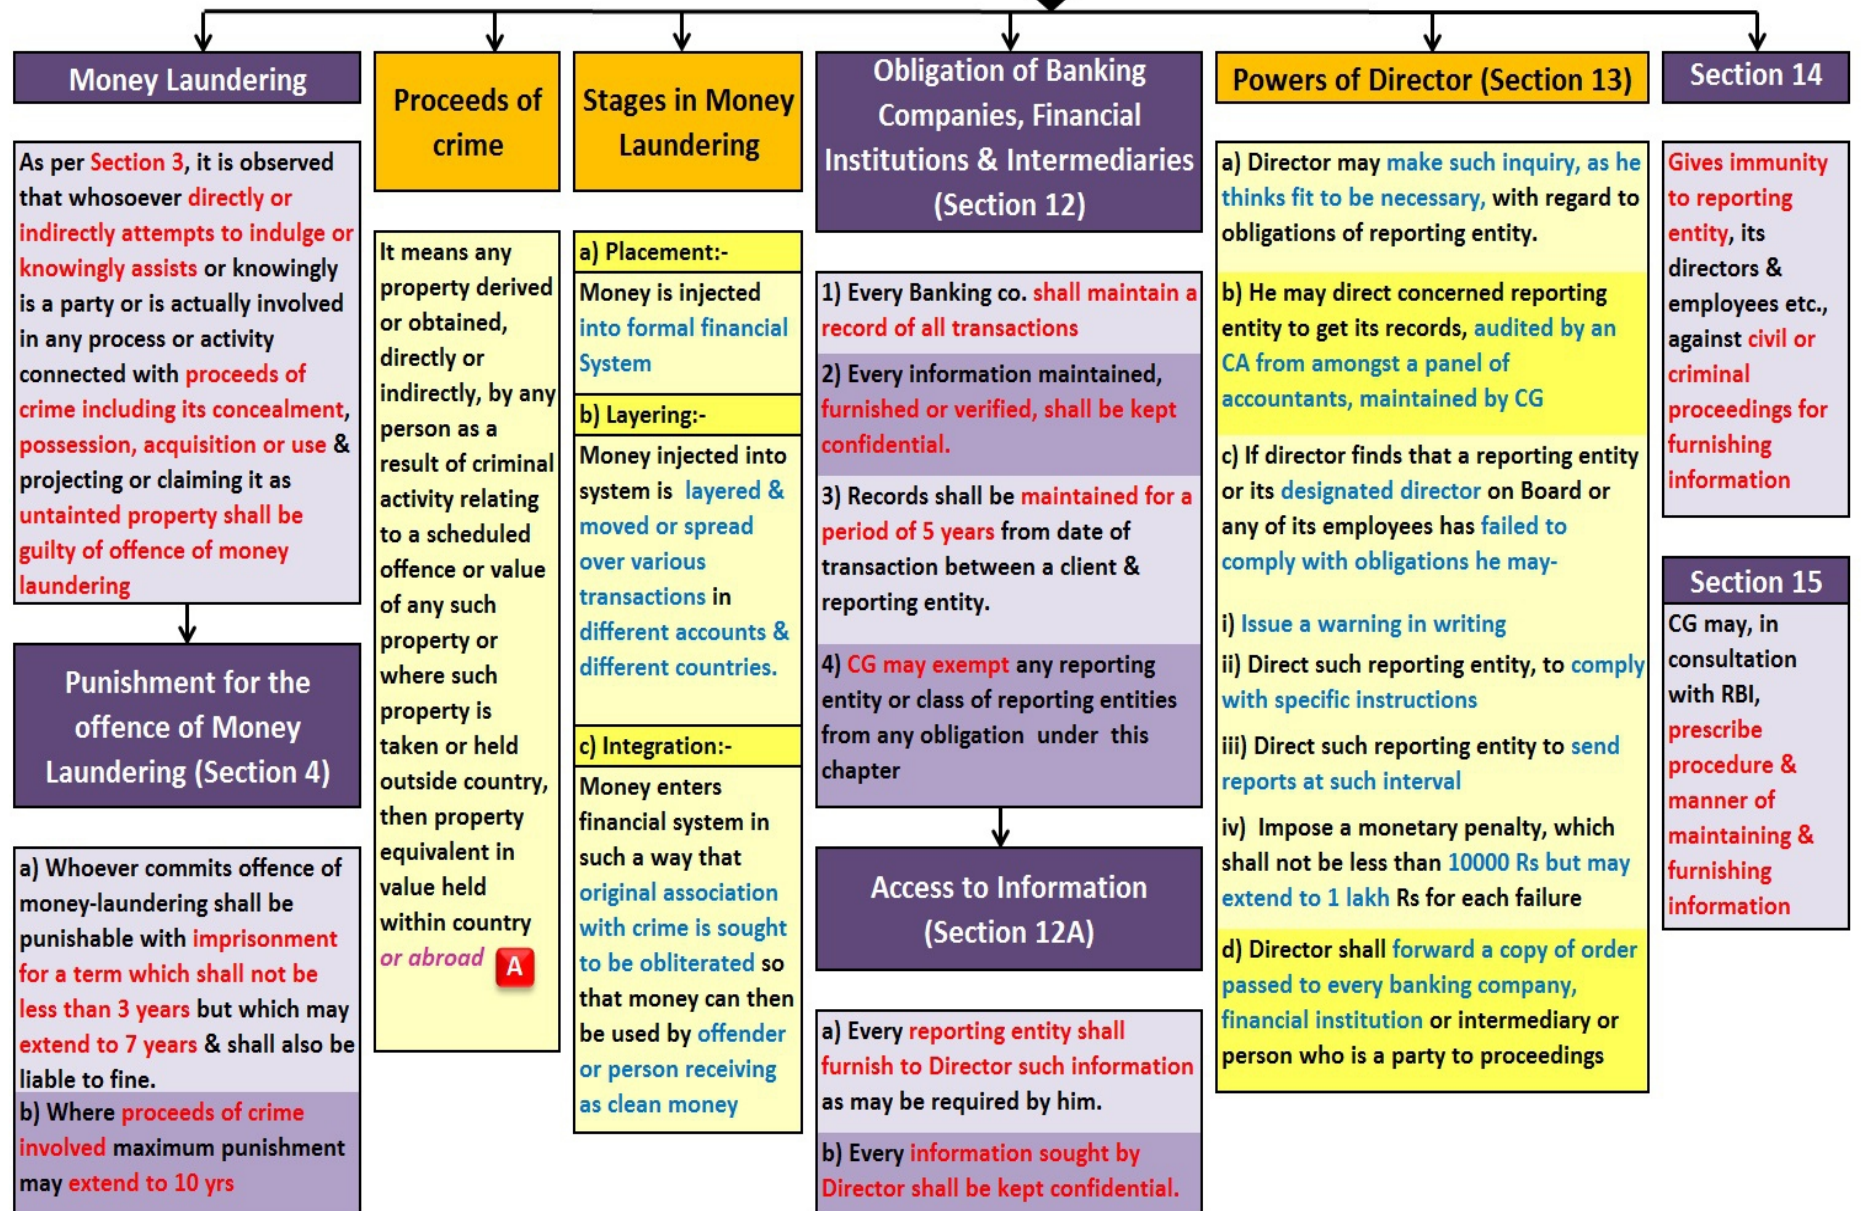 Money Laundering
As per Section 3, it is observed
that whosoever directly or
indirectly attempts to indulge or
knowingly assists or knowingly
is a party or is actually involved
in any process or activity
connected with proceeds of
crime including its concealment,
possession, acquisition or use &
projecting or claiming it as
untainted property shall be
guilty of offence of money
laundering
Punishment for the
offence of Money
Laundering (Section 4)
a) Whoever commits offence of
money-laundering shall be
punishable with imprisonment
for a term which shall not be
less than 3 years but which may
extend to 7 years & shall also be
liable to fine.
b) Where proceeds of crime
involved maximum punishment
may extend to 10 yrs
Proceeds of
crime
It means any
property derived
or obtained,
directly or
indirectly, by any
person as a
result of criminal
activity relating
to a scheduled
offence or value
of any such
property or
where such
property is
taken or held
outside country,
then property
equivalent in
value held
within country
or abroad A
Stages in Money
Laundering
a) Placement:-
Money is injected
into formal financial
System
b) Layering:-
Money injected into
system is layered &
moved or spread
over various
transactions in
different accounts &
different countries.
c) Integration:-
Money enters
financial system in
such a way that
original association
with crime is sought
to be obliterated so
that money can then
be used by offender
or person receiving
as clean money
Obligation of Banking
Companies, Financial
Institutions & Intermediaries
(Section 12)
1) Every Banking co. shall maintain a
record of all transactions
2) Every information maintained,
furnished or verified, shall be kept
confidential.
3) Records shall be maintained for a
period of 5 years from date of
transaction between a client &
reporting entity.
4) CG may exempt any reporting
entity or class of reporting entities
from any obligation under this
chapter
Access to Information
(Section 12A)
a) Every reporting entity shall
furnish to Director such information
as may be required by him.
b) Every information sought by
Director shall be kept confidential.
Powers of Director (Section 13)
a) Director may make such inquiry, as he
thinks fit to be necessary, with regard to
obligations of reporting entity.
b) He may direct concerned reporting
entity to get its records, audited by an
CA from amongst a panel of
accountants, maintained by CG
c) If director finds that a reporting entity
or its designated director on Board or
any of its employees has failed to
comply with obligations he may-
i) Issue a warning in writing
ii) Direct such reporting entity, to comply
with specific instructions
iii) Direct such reporting entity to send
reports at such interval
iv) Impose a monetary penalty, which
shall not be less than 10000 Rs but may
extend to 1 lakh Rs for each failure
d) Director shall forward a copy of order
passed to every banking company,
financial institution or intermediary or
person who is a party to proceedings
Section 14
Gives immunity
to reporting
entity, its
directors &
employees etc.,
against civil or
criminal
proceedings for
furnishing
information
Section 15
CG may, in
consultation
with RBI,
prescribe
procedure &
manner of
maintaining &
furnishing
information